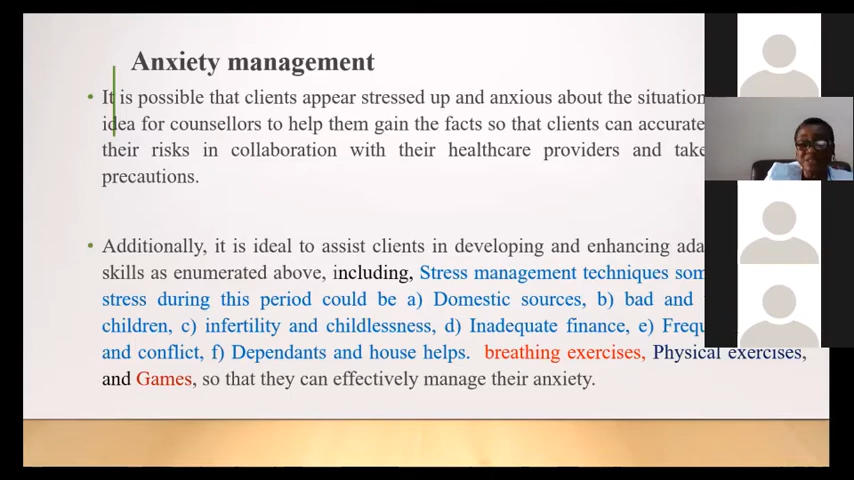 Anxiety management
• It is possible that clients appear stressed up and anxious about the situation
idea for counsellors to help them gain the facts so that clients can accurate
their risks in collaboration with their healthcare providers and take
precautions.
• Additionally, it is ideal to assist clients in developing and enhancing
skills as enumerated above, including, Stress management techniques
stress during this period could be a) Domestic sources, b) bad and
children, c) infertility and childlessness, d) Inadequate finance, e)
and conflict, f) Dependants and house helps. breathing exercises, Physical exercises,
and Games, so that they can effectively manage their anxiety.